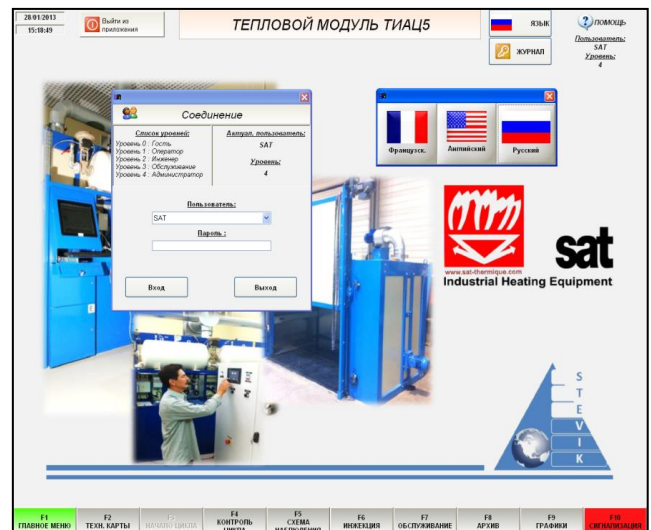 28/01/2013
15:18:49
Выйти из
приложения
ТЕПЛОВОЙ МОДУЛЬ ТИАЦ5
ЯЗЫК
ЖУРНАЛ
ПОМОЩЬ
Пользователь:
SAT
Уровень:
4
Соединение
Список уровней:
Уровень 0 : Гость
Уровень 1 : Оператор
Уровень 2 : Инженер
Уровень 3 : Обслуживание
Уровень 4 : Администратор
Актуал. пользователь:
SAT
Уровень:
4
Пользователь:
SAT
Пароль :
Вход
Выход
Французск.
Английский
Русский
www.sat-thermique.com
sat
Industrial Heating Equipment
STEVIK
F1
ГЛАВНОЕ МЕНЮ
F2
ТЕХН. КАРТЫ
F3
НАЧАЛО ЦИКЛА
F4
КОНТРОЛЬ
ЦИКЛА
F5
СХЕМА
НАБЛЮДЕНИЯ
F6
ИНЖЕКЦИЯ
F7
ОБСЛУЖИВАНИЕ
F8
АРХИВ
F9
ГРАФИКИ
F10
СИГНАЛИЗАЦИЯ